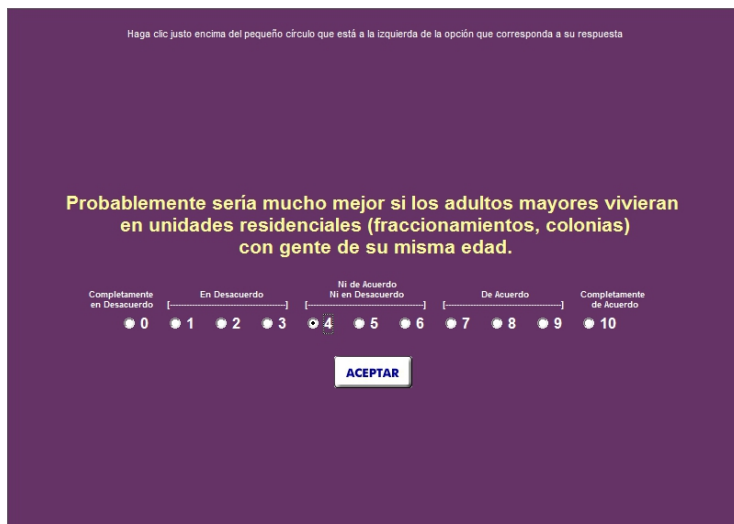 Haga clic justo encima del pequeño círculo que está a la izquierda de la opción que corresponda a su respuesta
Probablemente sería mucho mejor si los adultos mayores vivieran
en unidades residenciales (fraccionamientos, colonias)
con gente de su misma edad.
Completamente
en Desacuerdo
En Desacuerdo
Ni de Acuerdo
Ni en Desacuerdo
De Acuerdo
Completamente
de Acuerdo
0 1 2 3 4 5 6 7 8 9 10
ACEPTAR